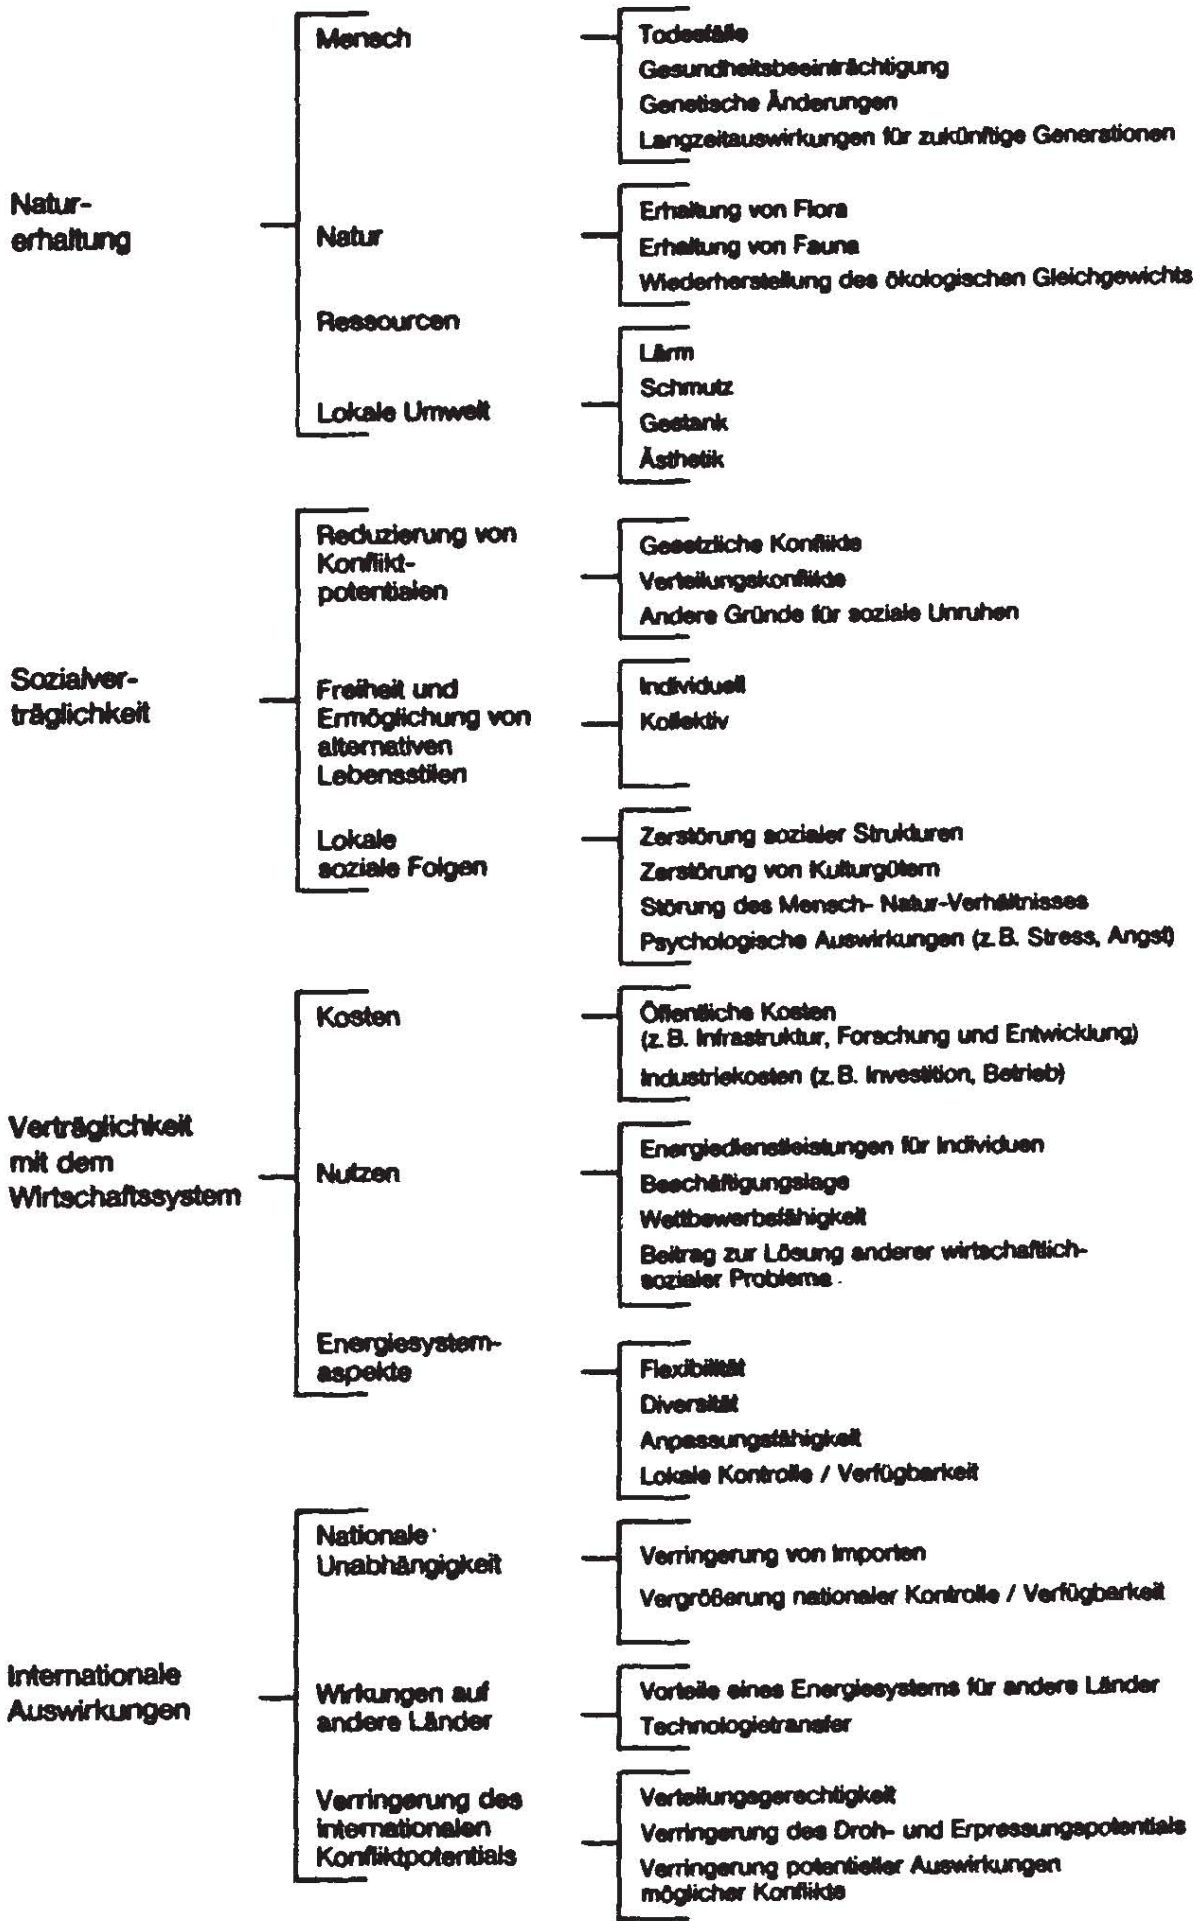 Natur-
erhaltung
Mensch
Todesfälle
Gesundheitsbeeinträchtigung
Genetische Änderungen
Langzeitauswirkungen für zukünftige Generationen
Natur
Erhaltung von Flora
Erhaltung von Fauna
Wiederherstellung des ökologischen Gleichgewichts
Ressourcen
Lokale Umwelt
Lärm
Schmutz
Gestank
Ästhetik
Sozialver-
träglichkeit
Reduzierung von
Konflikt-
potentialen
Gesetzliche Konflikte
Verteilungskonflikte
Andere Gründe für soziale Unruhen
Freiheit und
Ermöglichung von
alternativen
Lebensstilen
Individuell
Kollektiv
Lokale
soziale Folgen
Zerstörung sozialer Strukturen
Zerstörung von Kulturgütern
Störung des Mensch- Natur-Verhältnisses
Psychologische Auswirkungen (z.B. Stress, Angst)
Verträglichkeit
mit dem
Wirtschaftssystem
Kosten
Öffentliche Kosten
(z.B. Infrastruktur, Forschung und Entwicklung)
Industriekosten (z.B. Investition, Betrieb)
Nutzen
Energiedienstleistungen für Individuen
Beschäftigungslage
Wettbewerbsfähigkeit
Beitrag zur Lösung anderer wirtschaftlich-
sozialer Probleme
Energiesystem-
aspekte
Flexibilität
Diversität
Anpassungsfähigkeit
Lokale Kontrolle / Verfügbarkeit
Internationale
Auswirkungen
Nationale
Unabhängigkeit
Verringerung von Importen
Vergrößerung nationaler Kontrolle / Verfügbarkeit
Wirkungen auf
andere Länder
Vorteile eines Energiesystems für andere Länder
Technologietransfer
Verringerung des
internationalen
Konfliktpotentials
Verteilungsgerechtigkeit
Verringerung des Droh- und Erpressungspotentials
Verringerung potentieller Auswirkungen
möglicher Konflikte